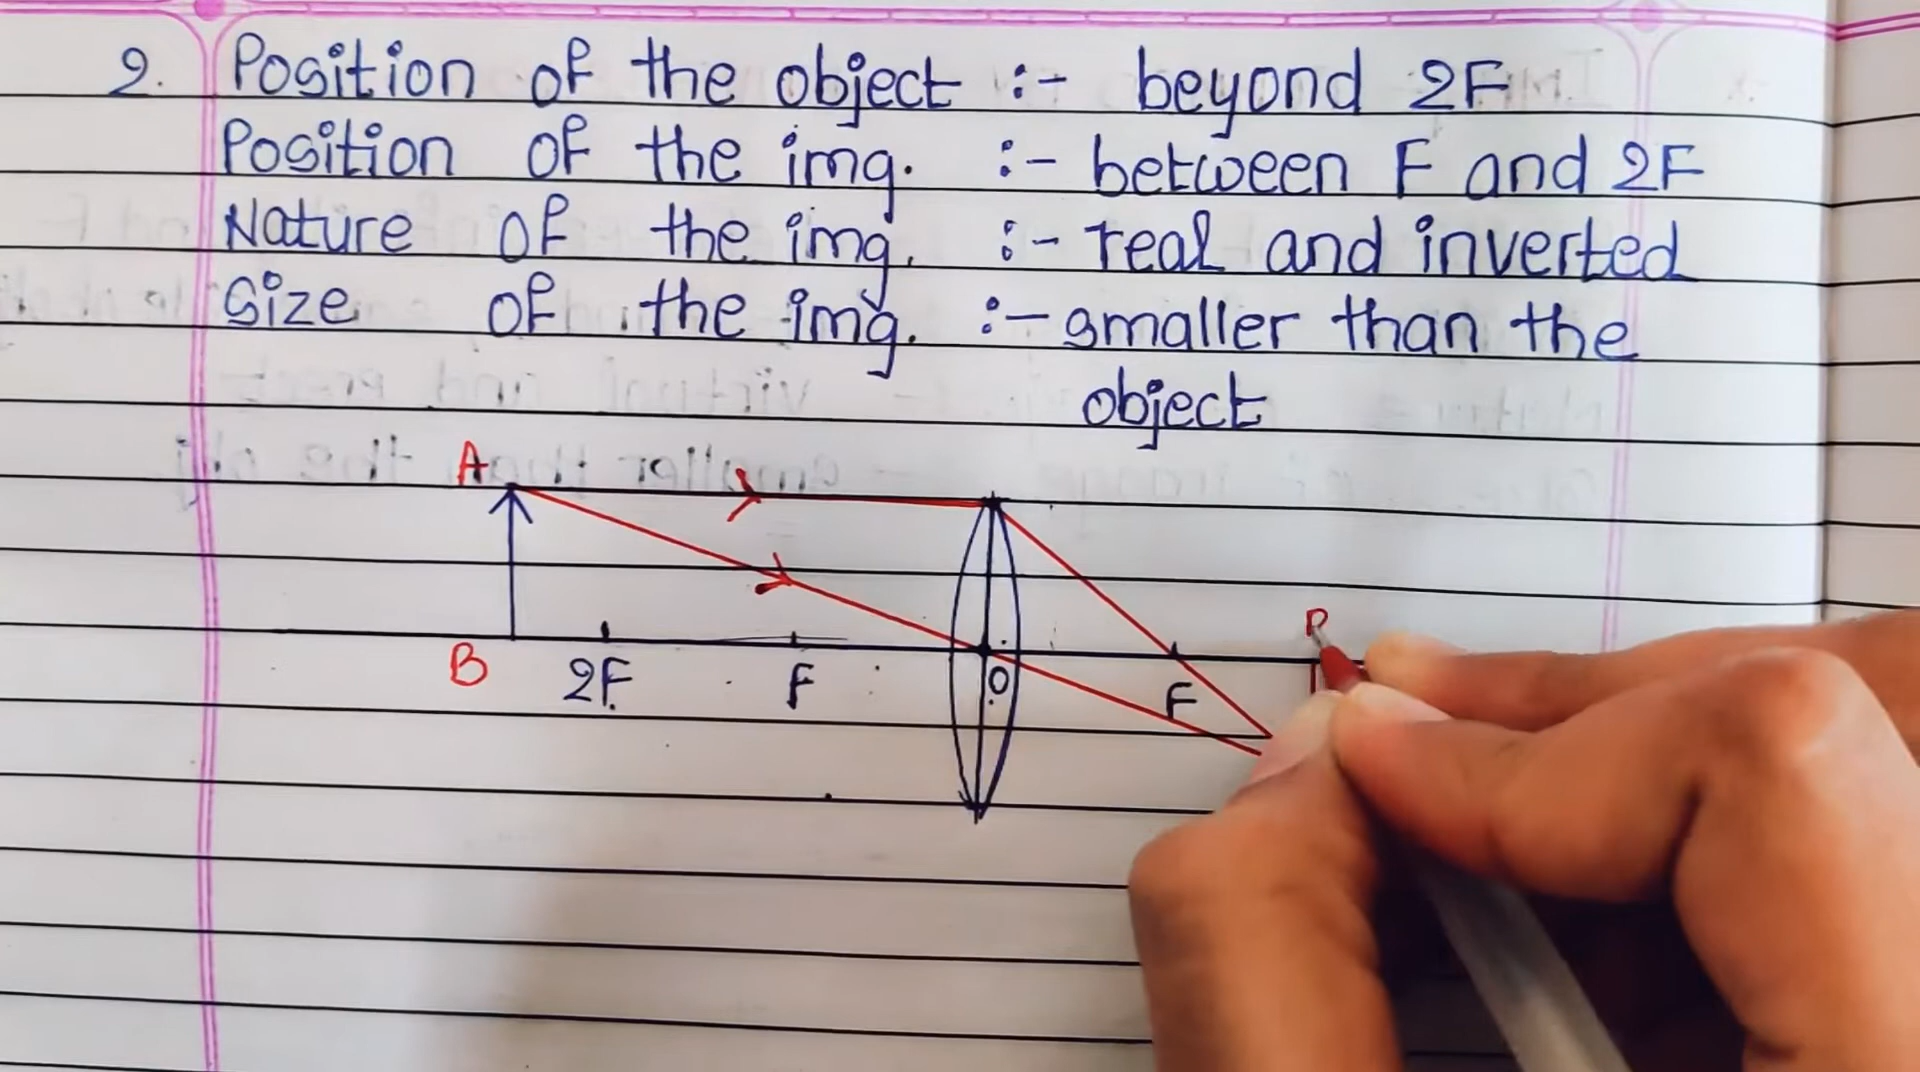 2. Position of the object :- beyond 2F
Position of the img. :- between F and 2F
Nature of the img. :- real and inverted
Size of the img. :- smaller than the
object
A
B 2F F O F